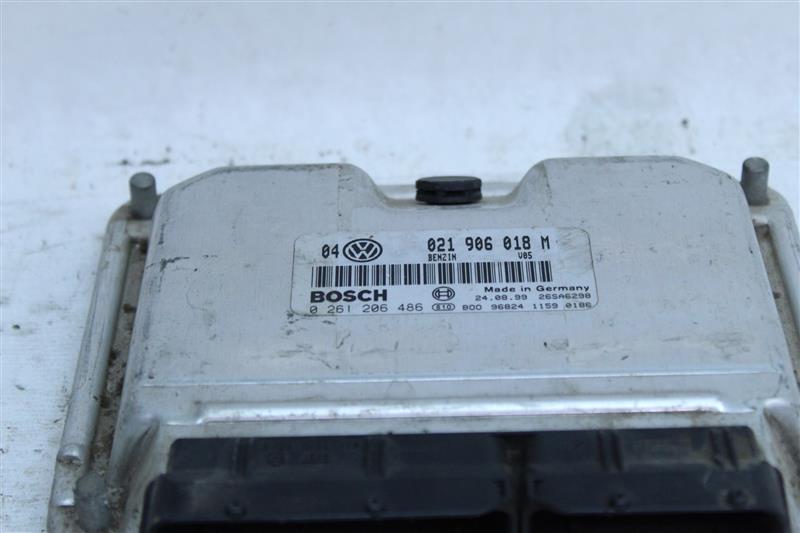 04 021 906 018 M
BENZIN V05
BOSCH Made in Germany
24.08.99 26SA6298
0 261 206 486 010 800 96824 1159 0186